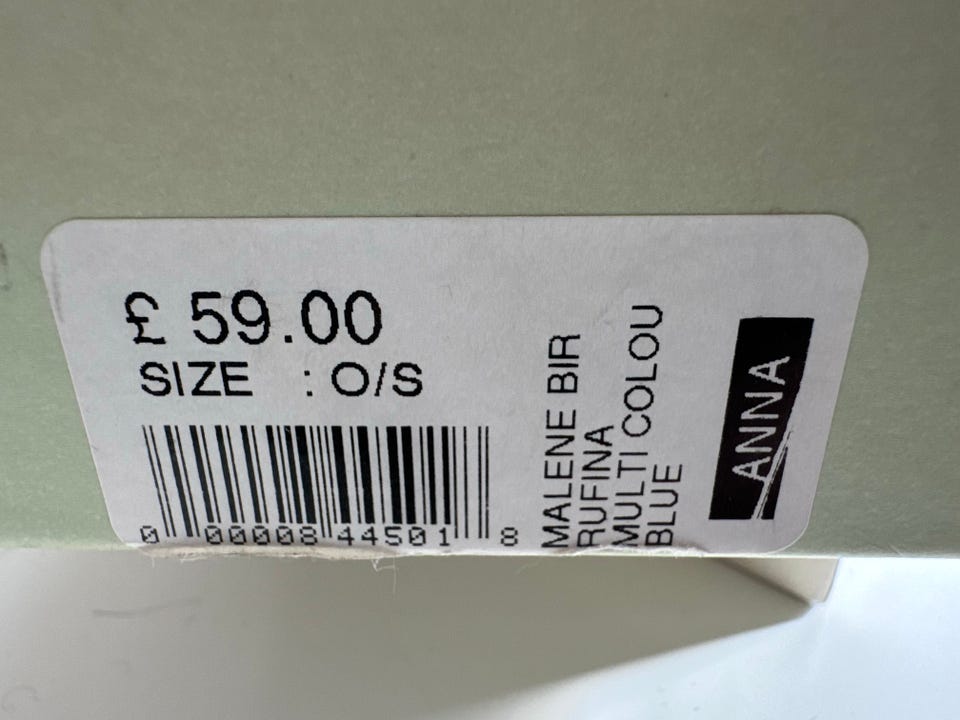 £ 59.00
SIZE : O/S
0 00008 44501 8
MALENE BIR
RUFINA
MULTI COLOU
BLUE
ANNA